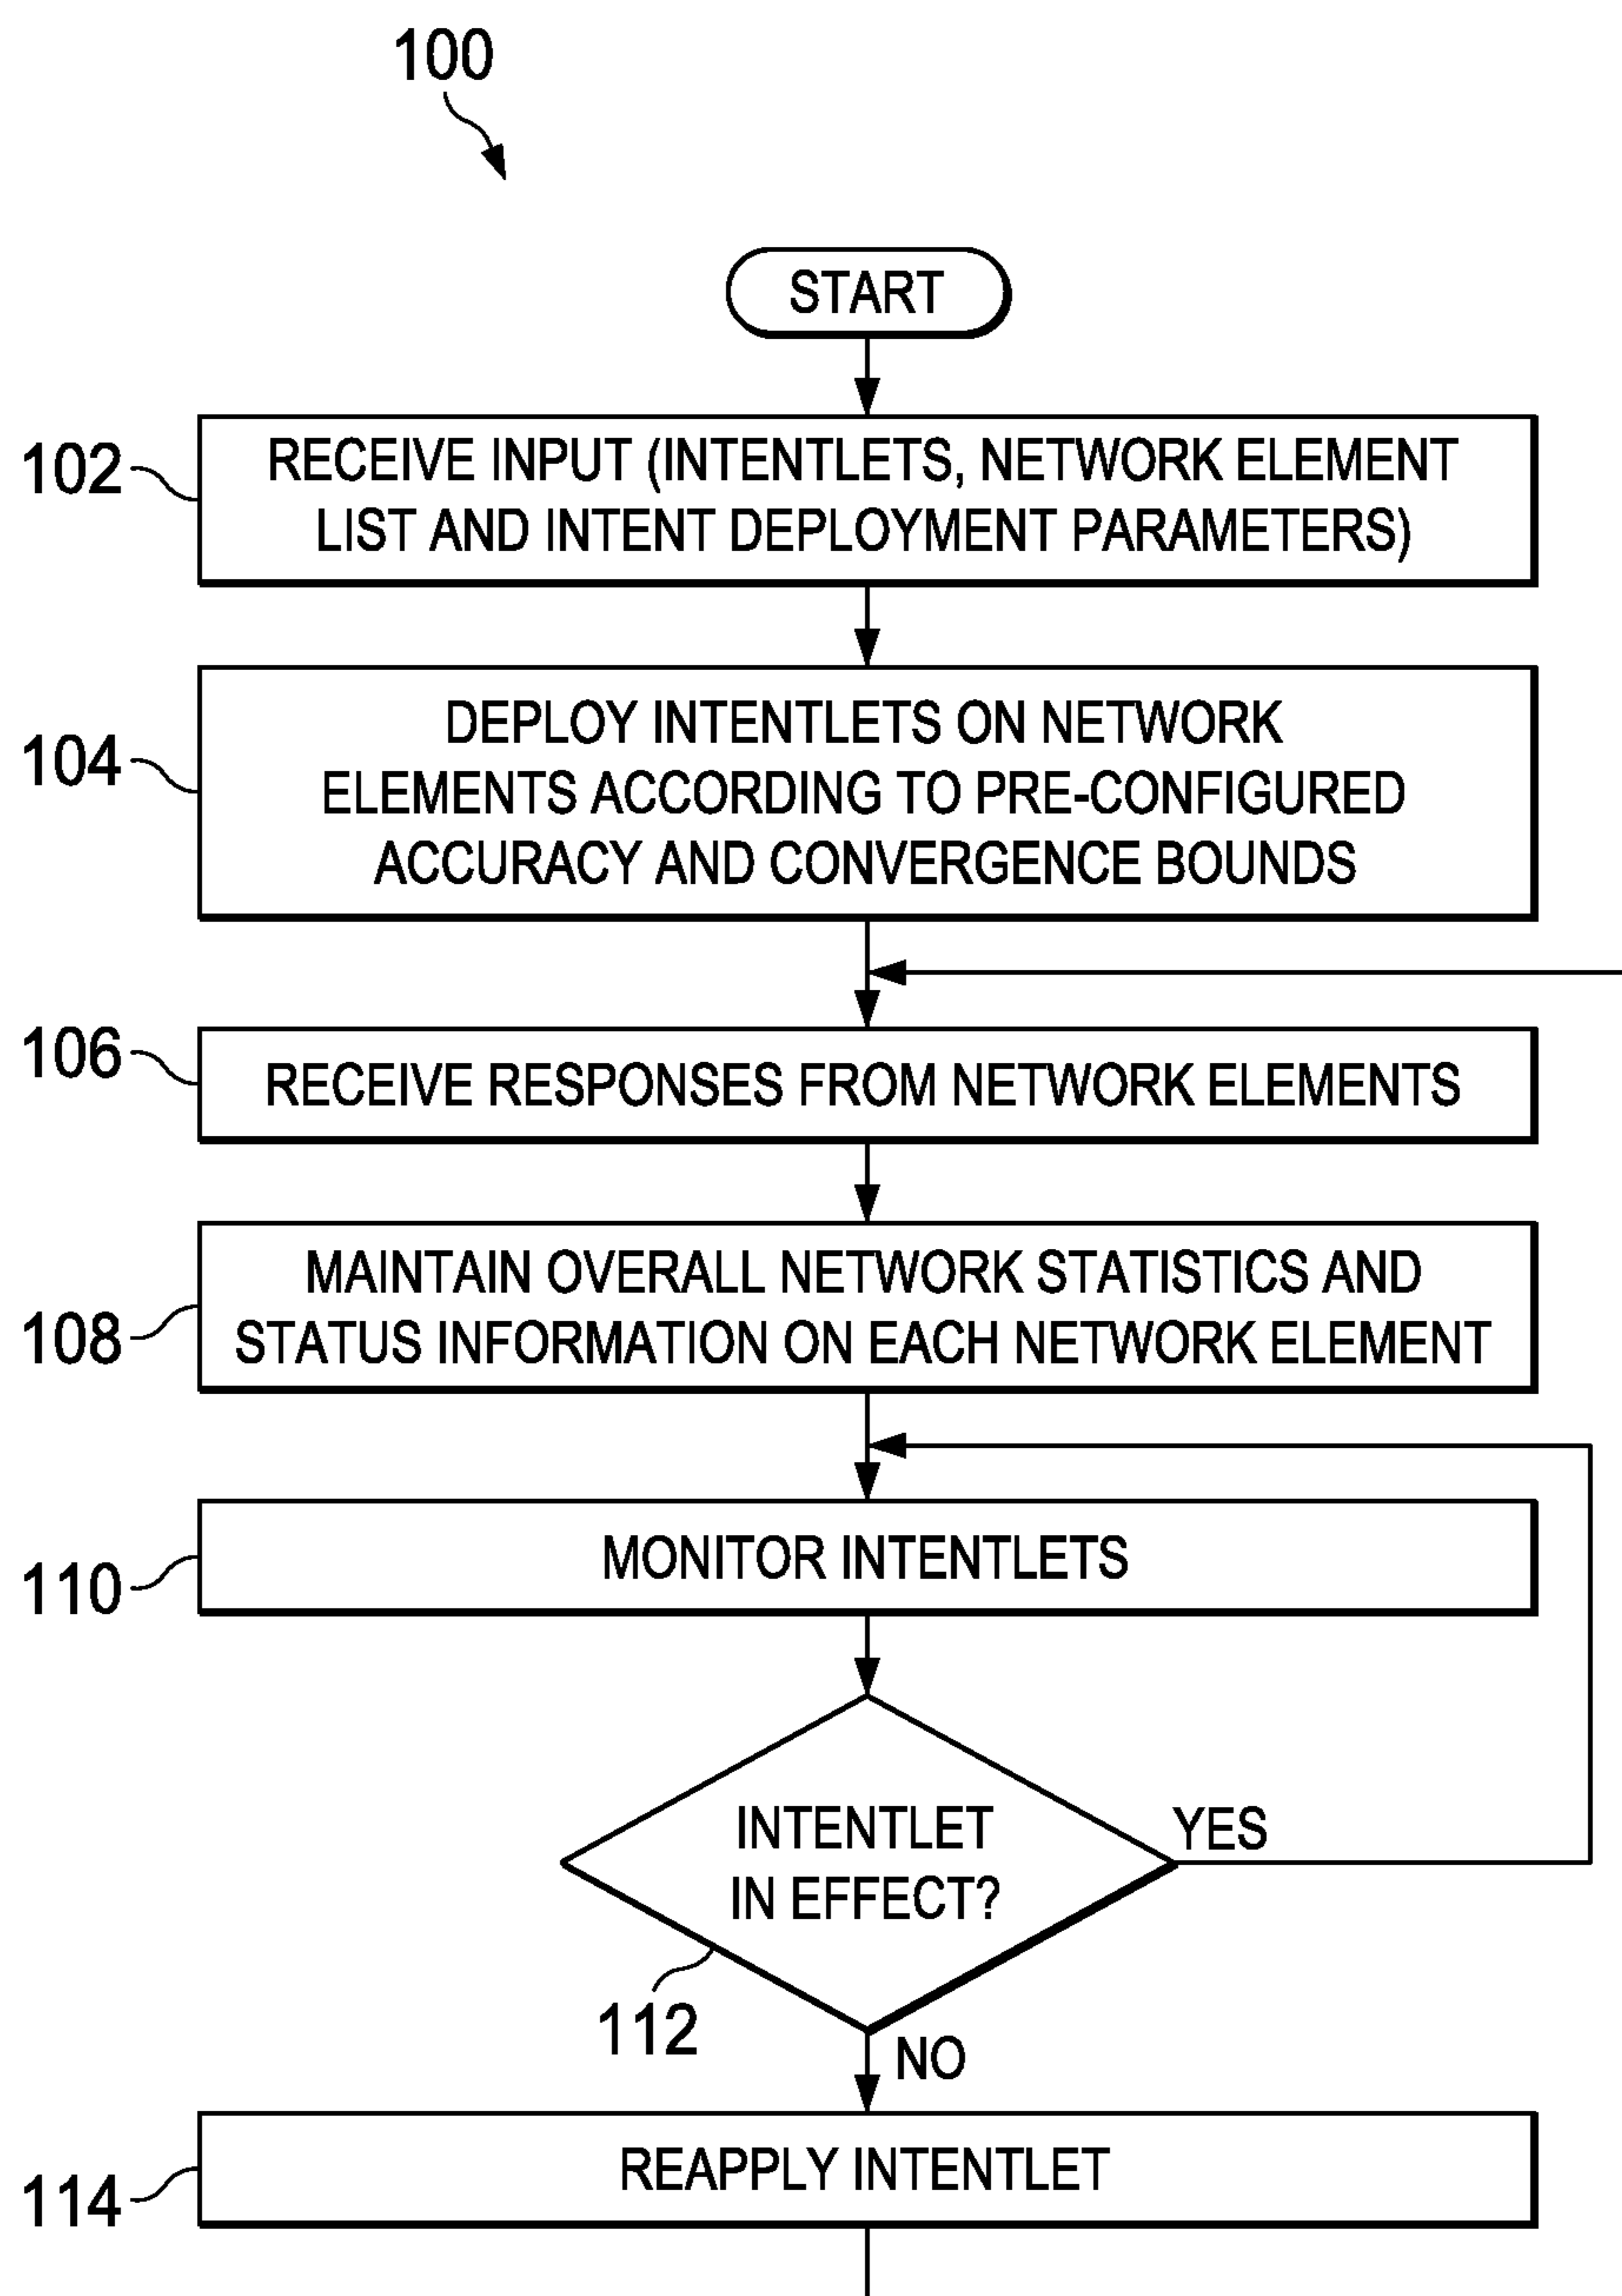 100
START
102
RECEIVE INPUT (INTENTLETS, NETWORK ELEMENT
LIST AND INTENT DEPLOYMENT PARAMETERS)
104
DEPLOY INTENTLETS ON NETWORK
ELEMENTS ACCORDING TO PRE-CONFIGURED
ACCURACY AND CONVERGENCE BOUNDS
106
RECEIVE RESPONSES FROM NETWORK ELEMENTS
108
MAINTAIN OVERALL NETWORK STATISTICS AND
STATUS INFORMATION ON EACH NETWORK ELEMENT
110
MONITOR INTENTLETS
INTENTLET
IN EFFECT?
YES
112
NO
114
REAPPLY INTENTLET